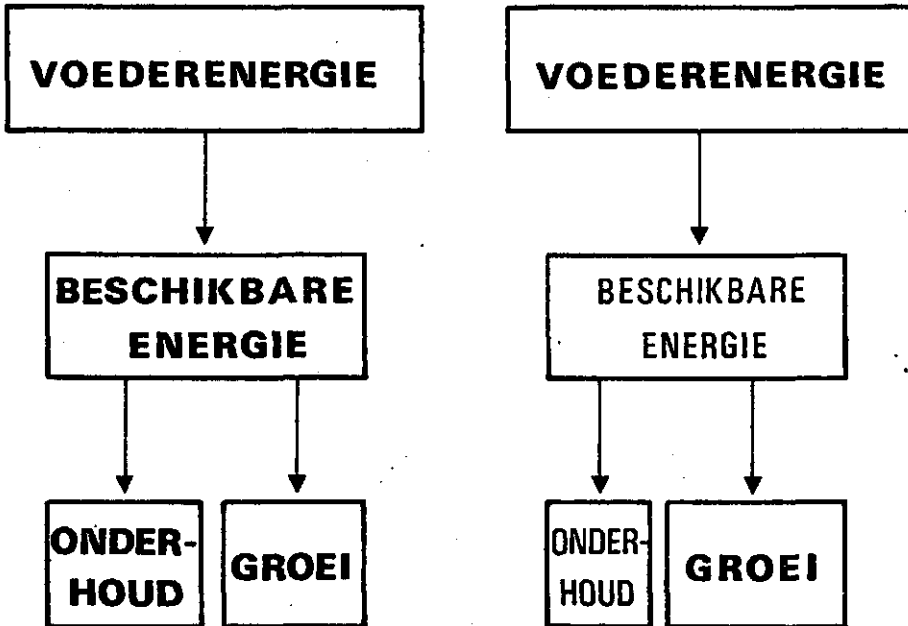 VOEDERENERGIE
BESCHIKBARE
ENERGIE
ONDER-
HOUD
GROEI
VOEDERENERGIE
BESCHIKBARE
ENERGIE
ONDER-
HOUD
GROEI